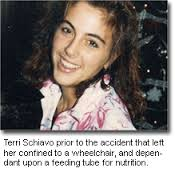 Terri Schiavo prior to the accident that left
her confined to a wheelchair, and depen-
dant upon a feeding tube for nutrition.